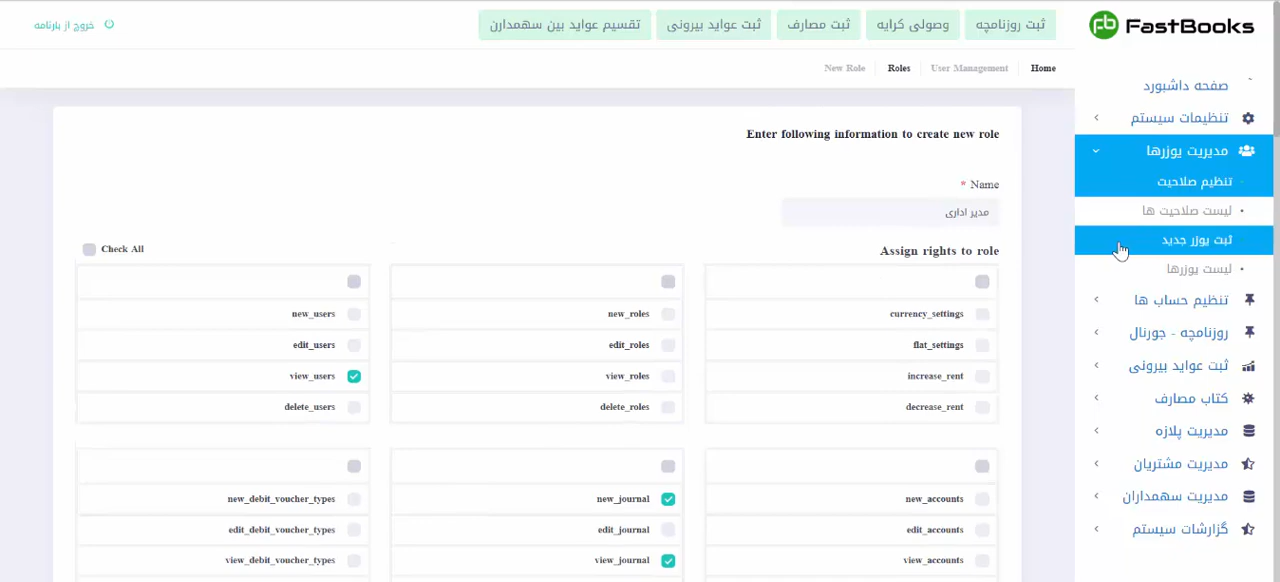 FastBooks
ثبت روزنامچه
وصولی کرایه
ثبت مصارف
ثبت عواید بیرونی
تقسیم عواید بین سهمدارن
خروج از بارنامه
Home
User Management
Roles
New Role
صفحه داشبورد
تنظیمات سیستم
مدیریت یوزرها
تنظیم صلاحیت
لیست صلاحیت ها
ثبت یوزر جدید
لیست یوزرها
تنظیم حساب ها
روزنامچه - جورنال
ثبت عواید بیرونی
کتاب مصارف
مدیریت پلازه
مدیریت مشتریان
مدیریت سهمداران
گزارشات سیستم
Enter following information to create new role
* Name
مدیر اداری
Assign rights to role
Check All
currency_settings
flat_settings
increase_rent
decrease_rent
new_roles
edit_roles
view_roles
delete_roles
new_users
edit_users
view_users
delete_users
new_accounts
edit_accounts
view_accounts
new_journal
edit_journal
view_journal
new_debit_voucher_types
edit_debit_voucher_types
view_debit_voucher_types